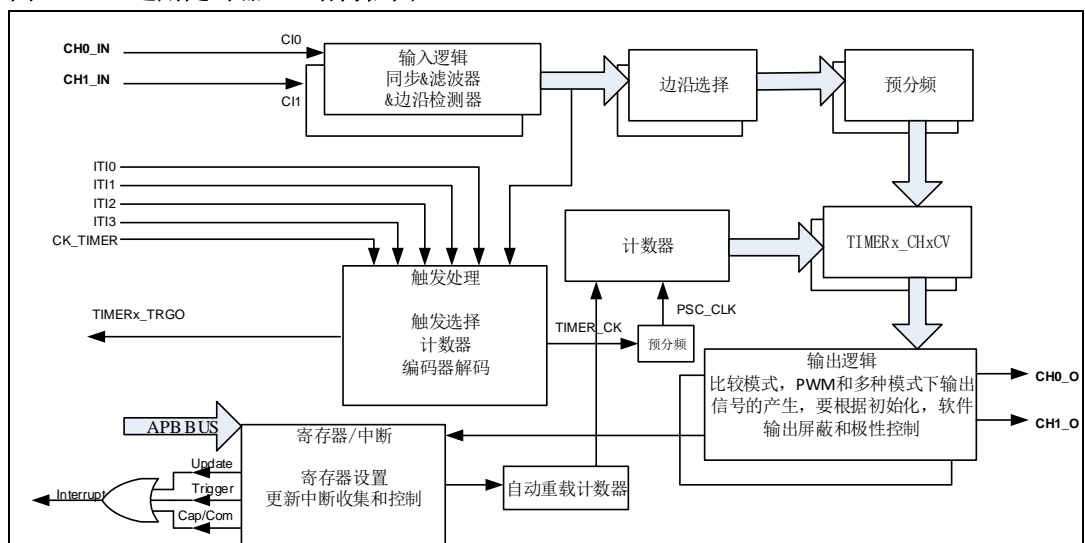 CH0_IN
CH1_IN
CI0
CI1
输入逻辑
同步&滤波器
&边沿检测器
边沿选择
预分频
ITI0
ITI1
ITI2
ITI3
CK_TIMER
计数器
TIMERx_CHxCV
触发处理
触发选择
计数器
编码器解码
TIMERx_TRGO
TIMER_CK
PSC_CLK
预分频
输出逻辑
比较模式，PWM和多种模式下输出
信号的产生，要根据初始化，软件
输出屏蔽和极性控制
CH0_O
CH1_O
APB BUS
寄存器/中断
寄存器设置
更新中断收集和控制
自动重载计数器
Update
Trigger
Cap/Com
Interrupt